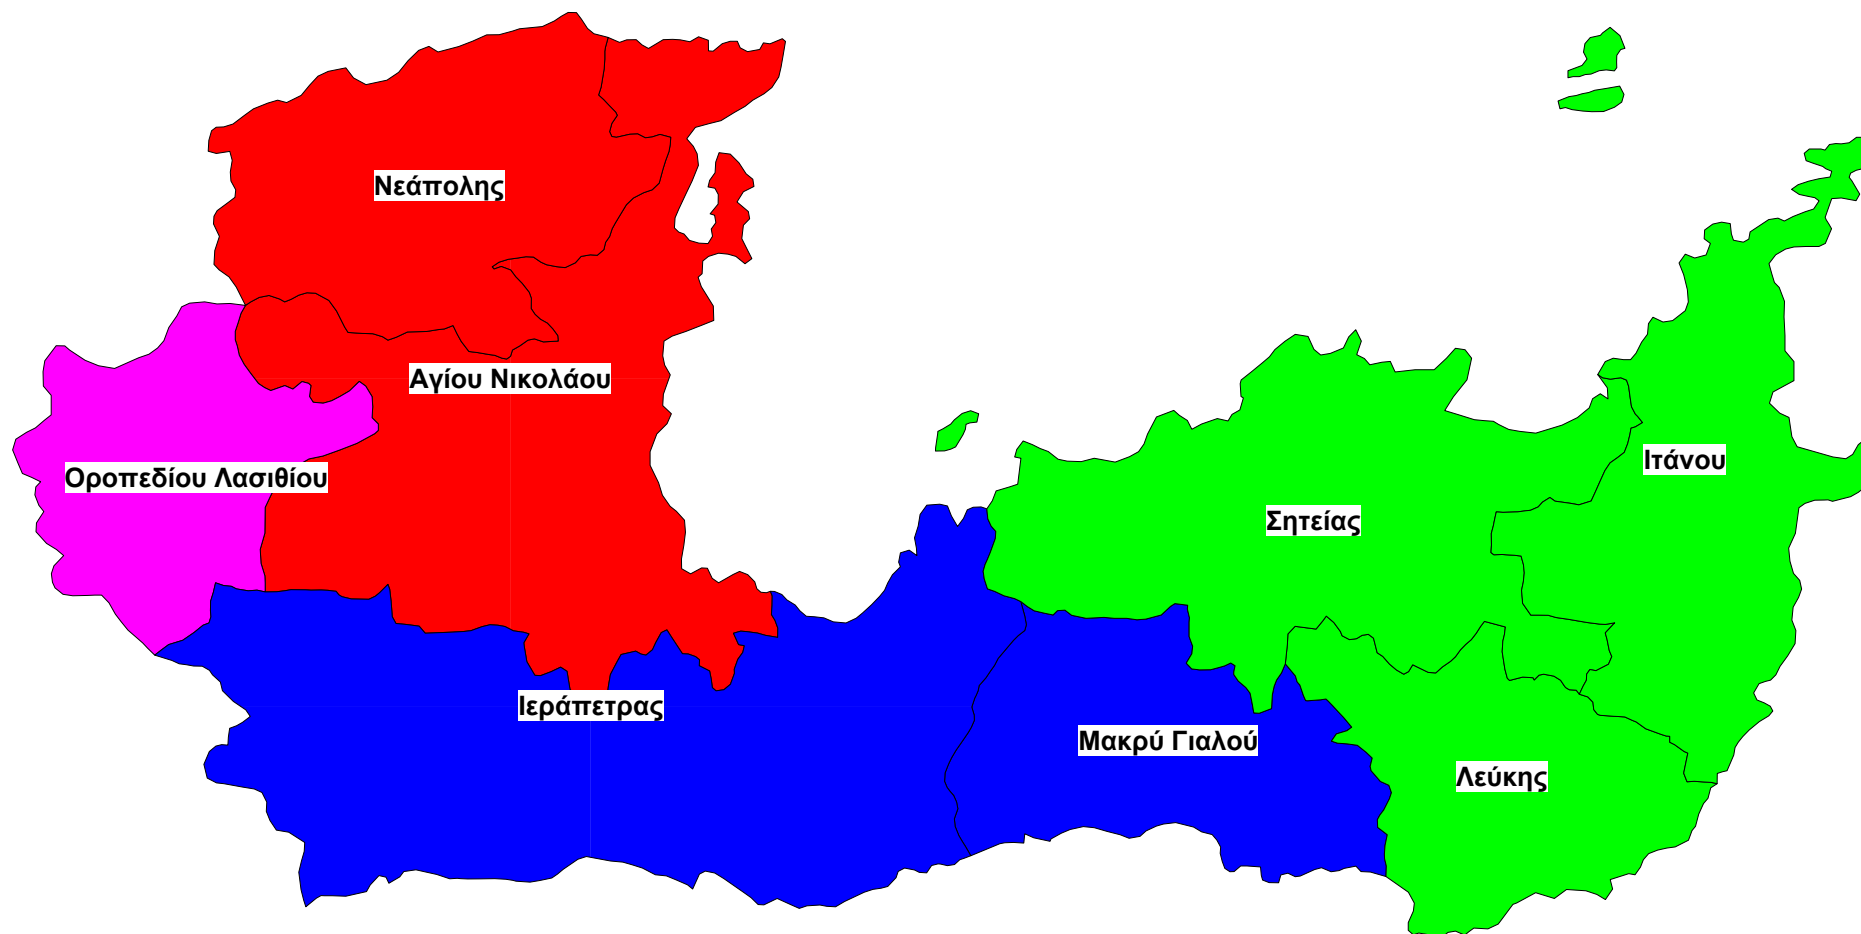 Νεάπολης
Αγίου Νικολάου
Ιτάνου
Οροπεδίου Λασιθίου
Σητείας
Ιεράπετρας
Μακρύ Γιαλού
Λεύκης